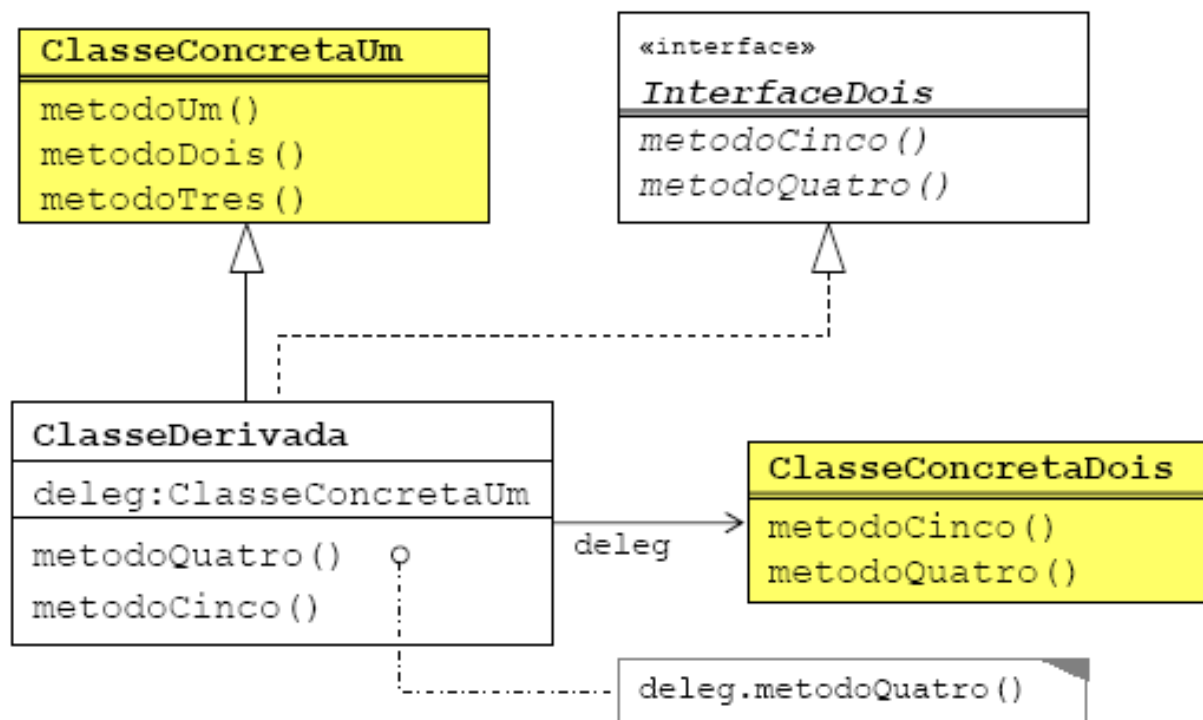 ClasseConcretaUm
metodoUm()
metodoDois()
metodoTres()
«interface»
InterfaceDois
metodoCinco()
metodoQuatro()
ClasseDerivada
deleg:ClasseConcretaUm
metodoQuatro()
metodoCinco()
deleg
ClasseConcretaDois
metodoCinco()
metodoQuatro()
deleg.metodoQuatro()